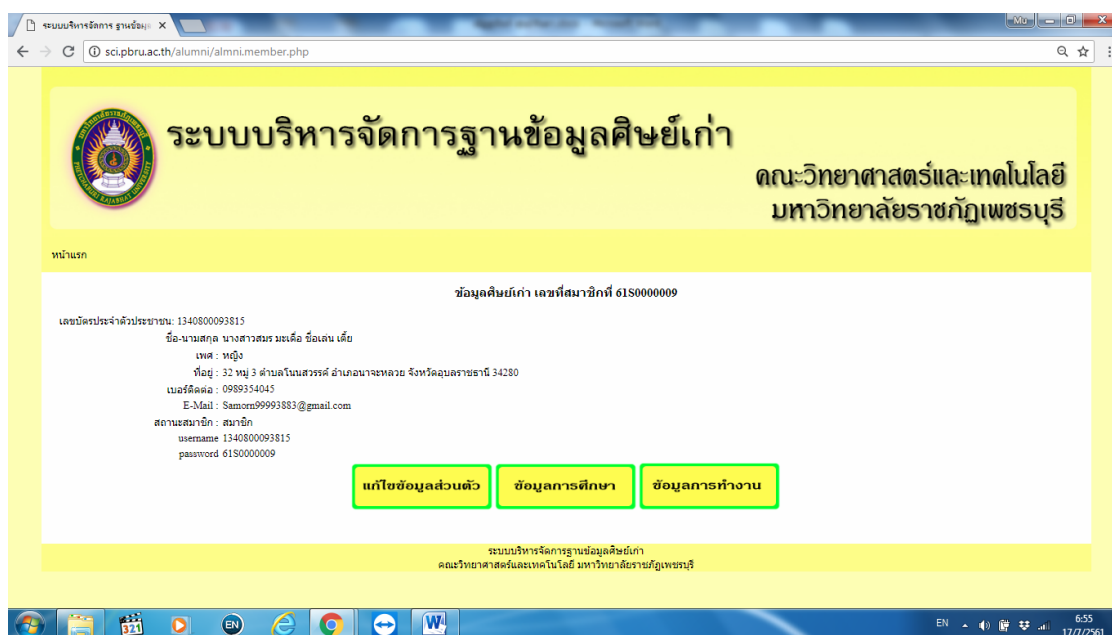 ระบบบริหารจัดการ ฐานข้อมูล
Mu
sci.pbru.ac.th/alumni/almni.member.php
ระบบบริหารจัดการฐานข้อมูลศิษย์เก่า
คณะวิทยาศาสตร์และเทคโนโลยี
มหาวิทยาลัยราชภัฏเพชรบุรี
หน้าแรก
ข้อมูลศิษย์เก่า เลขที่สมาชิกที่ 61S0000009
เลขบัตรประจำตัวประชาชน: 1340800093815
ชื่อ-นามสกุล นางสาวสมร มะเดื่อ ชื่อเล่น เตี้ย
เพศ : หญิง
ที่อยู่ : 32 หมู่ 3 ตำบลโนนสวรรค์ อำเภอนาจะหลวย จังหวัดอุบลราชธานี 34280
เบอร์ติดต่อ : 0989354045
E-Mail : Samorn99993883@gmail.com
สถานะสมาชิก : สมาชิก
username 1340800093815
password 61S0000009
แก้ไขข้อมูลส่วนตัว ข้อมูลการศึกษา ข้อมูลการทำงาน
ระบบบริหารจัดการฐานข้อมูลศิษย์เก่า
คณะวิทยาศาสตร์และเทคโนโลยี มหาวิทยาลัยราชภัฏเพชรบุรี
321 EN EN 6:55
17/7/2561